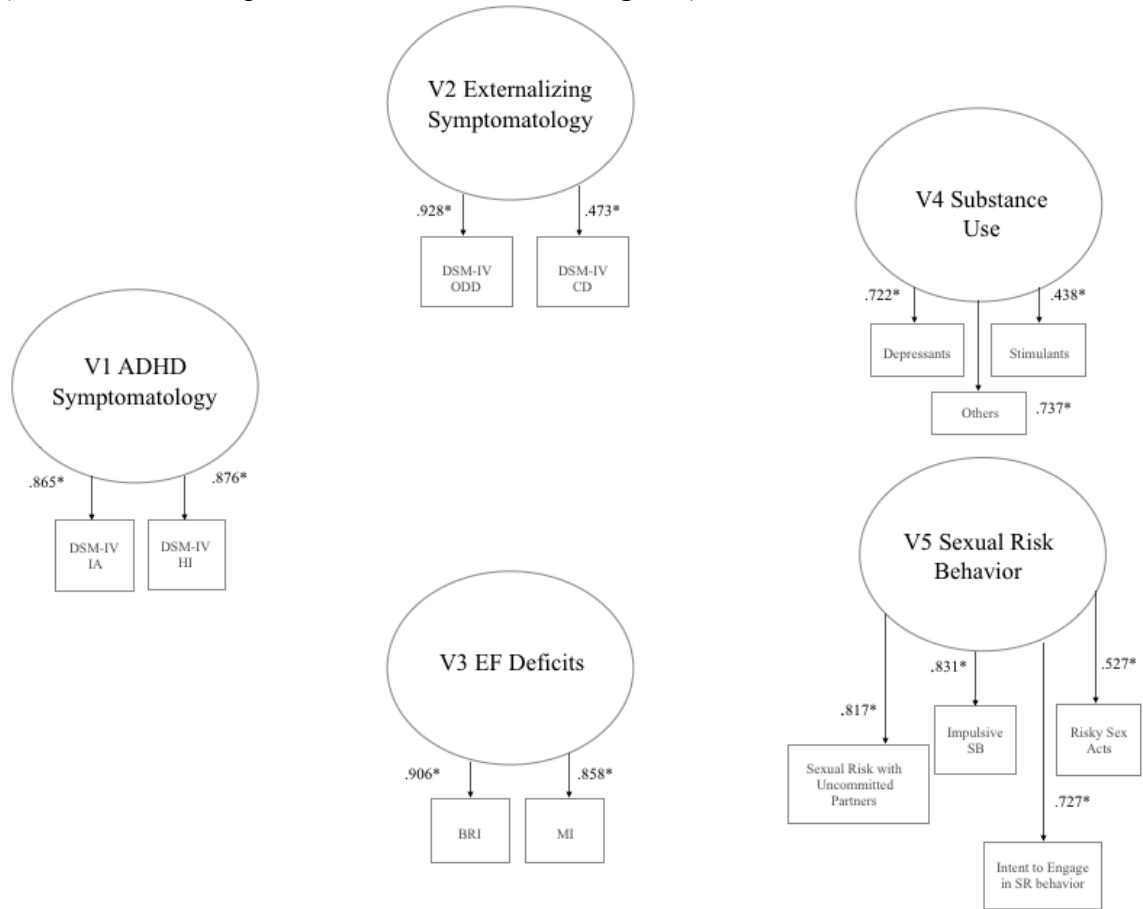 V2 Externalizing
Symptomatology
.928*
.473*
DSM-IV
ODD
DSM-IV
CD
V4 Substance
Use
.722*
.438*
Depressants
Stimulants
Others
.737*
V1 ADHD
Symptomatology
.865*
.876*
DSM-IV
IA
DSM-IV
HI
V5 Sexual Risk
Behavior
.817*
.831*
.527*
Impulsive
SB
Risky Sex
Acts
Sexual Risk with
Uncommitted
Partners
.727*
Intent to Engage
in SR behavior
V3 EF Deficits
.906*
.858*
BRI
MI